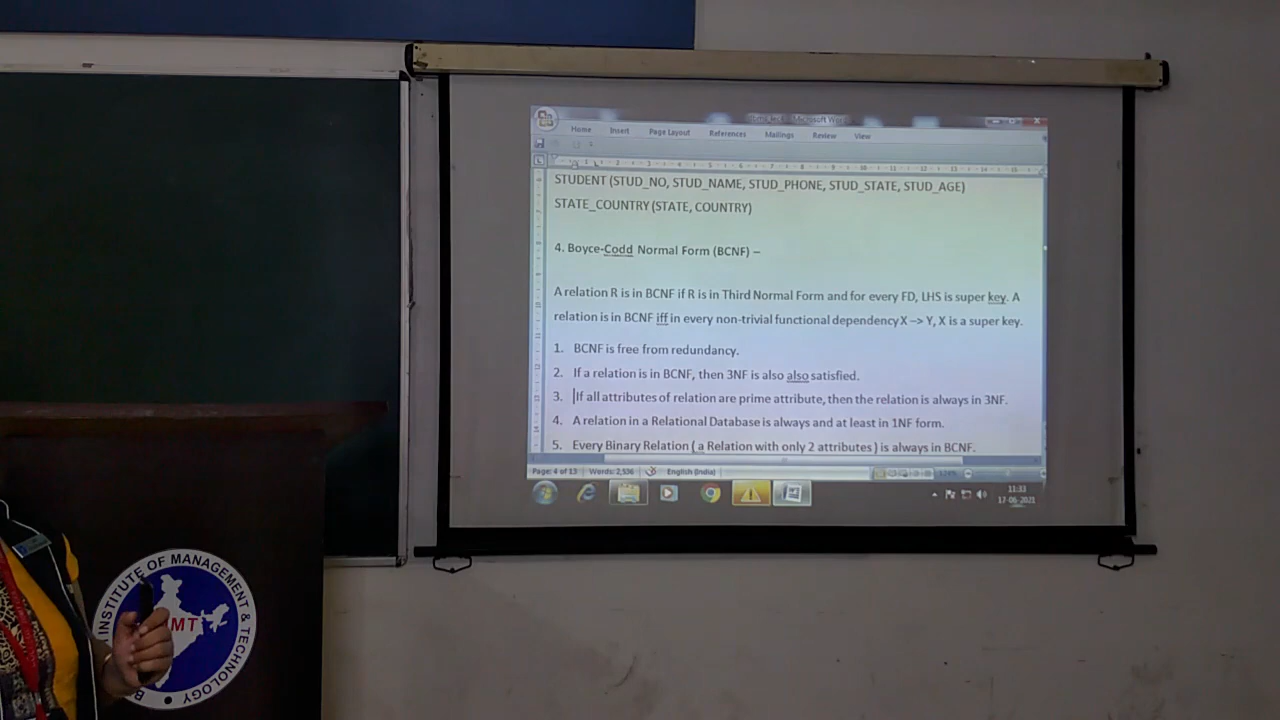 Microsoft Word
Home Insert Page Layout References Mailings Review View
STUDENT (STUD_NO, STUD_NAME, STUD_PHONE, STUD_STATE, STUD_AGE)
STATE_COUNTRY (STATE, COUNTRY)
4. Boyce-Codd Normal Form (BCNF) –
A relation R is in BCNF if R is in Third Normal Form and for every FD, LHS is super key. A
relation is in BCNF iff in every non-trivial functional dependency X –> Y, X is a super key.
1. BCNF is free from redundancy.
2. If a relation is in BCNF, then 3NF is also also satisfied.
3. If all attributes of relation are prime attribute, then the relation is always in 3NF.
4. A relation in a Relational Database is always and at least in 1NF form.
5. Every Binary Relation ( a Relation with only 2 attributes ) is always in BCNF.
Page: 4 of 13 Words: 2,536 English (India) 124%
11:33
17-06-2021
INSTITUTE OF MANAGEMENT & TECHNOLOGY
MT